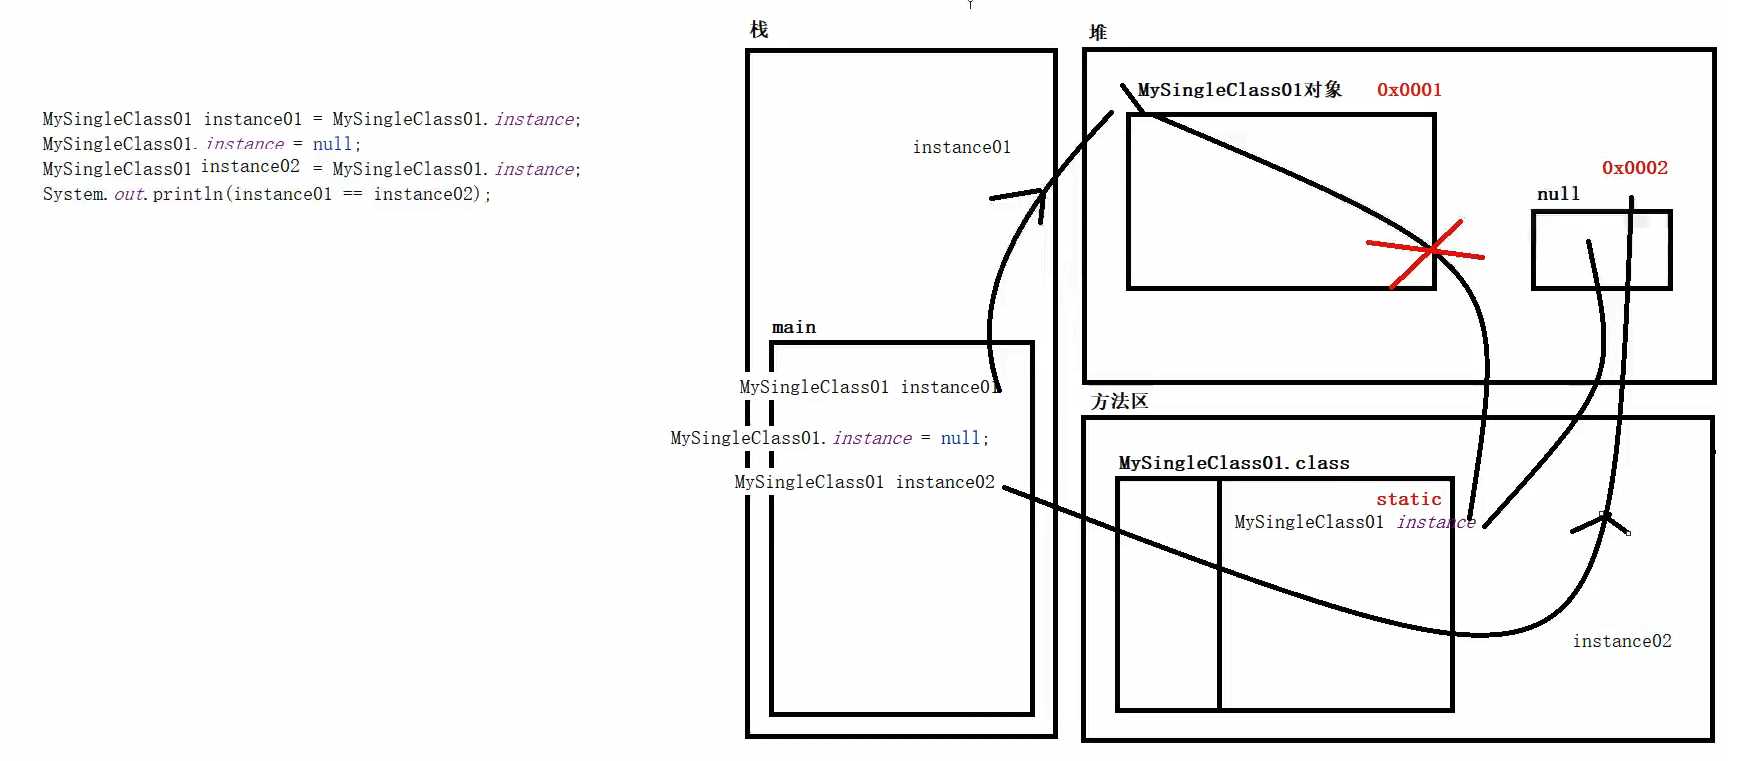 MySingleClass01 instance01 = MySingleClass01.instance;
MySingleClass01.instance = null;
MySingleClass01 instance02 = MySingleClass01.instance;
System.out.println(instance01 == instance02);
栈
instance01
main
MySingleClass01 instance01
MySingleClass01.instance = null;
MySingleClass01 instance02
堆
MySingleClass01对象 0x0001
0x0002
null
方法区
MySingleClass01.class
static
MySingleClass01 instance
instance02